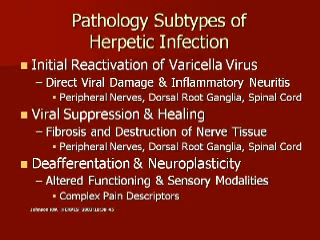 Pathology Subtypes of
Herpetic Infection
Initial Reactivation of Varicella Virus
– Direct Viral Damage & Inflammatory Neuritis
Peripheral Nerves, Dorsal Root Ganglia, Spinal Cord
Viral Suppression & Healing
– Fibrosis and Destruction of Nerve Tissue
Peripheral Nerves, Dorsal Root Ganglia, Spinal Cord
Deafferentation & Neuroplasticity
– Altered Functioning & Sensory Modalities
Complex Pain Descriptors
Johnson